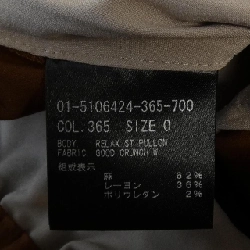 01-5106424-365-700
COL.365 SIZE 0
BODY RELAX ST PULLON
FABRIC GOOD CRUNCH W
組成表示
麻 62%
レーヨン 36%
ポリウレタン 2%